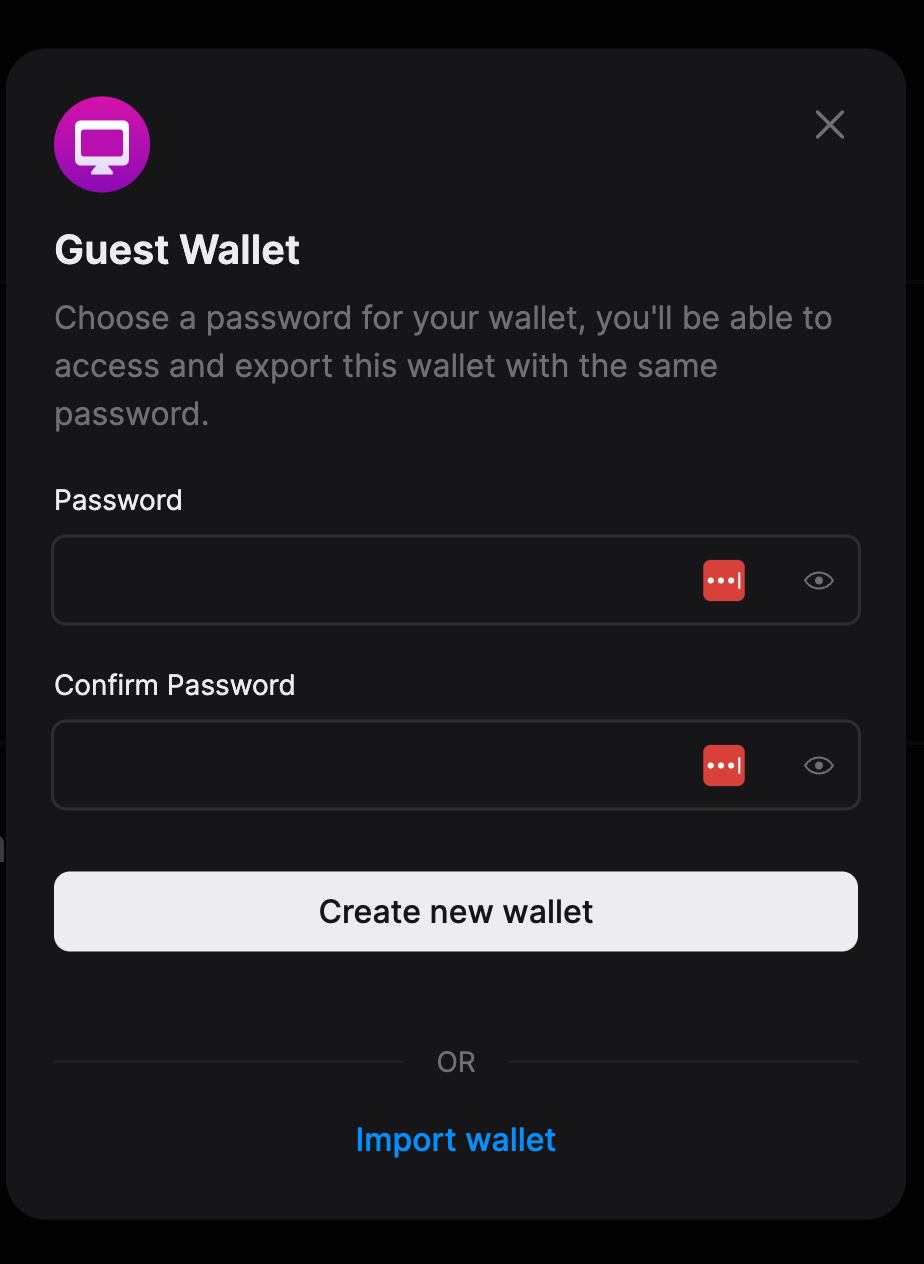 Guest Wallet
Choose a password for your wallet, you'll be able to
access and export this wallet with the same
password.
Password
Confirm Password
Create new wallet
OR
Import wallet